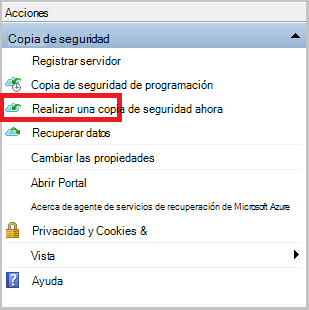 Acciones
Copia de seguridad
Registrar servidor
Copia de seguridad de programación
Realizar una copia de seguridad ahora
Recuperar datos
Cambiar las propiedades
Abrir Portal
Acerca de agente de servicios de recuperación de Microsoft Azure
Privacidad y Cookies &
Vista
Ayuda